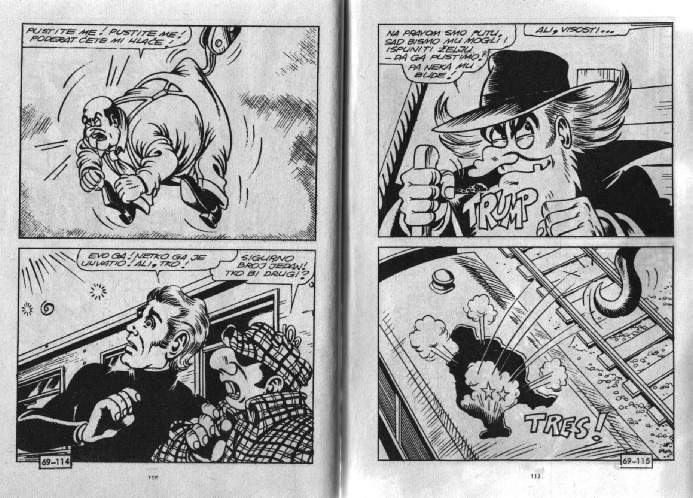 PUSTITE ME! PUSTITE ME!
PODERAT ĆETE MI HLAČE!
EVO GA! NETKO GA JE
UHVATIO! ALI, TKO!
SIGURNO
BROJ JEDAN!
TKO BI DRUGI?
69-114
NA PRAVOM SMO PUTU,
SAD BISMO MU MOGLI I
ISPUNITI ŽELJU
- DA GA PUSTIMO!
PA NEKA MU
BUDE!
ALI, VISOSTI...
TRUMP
TRES!
69-115